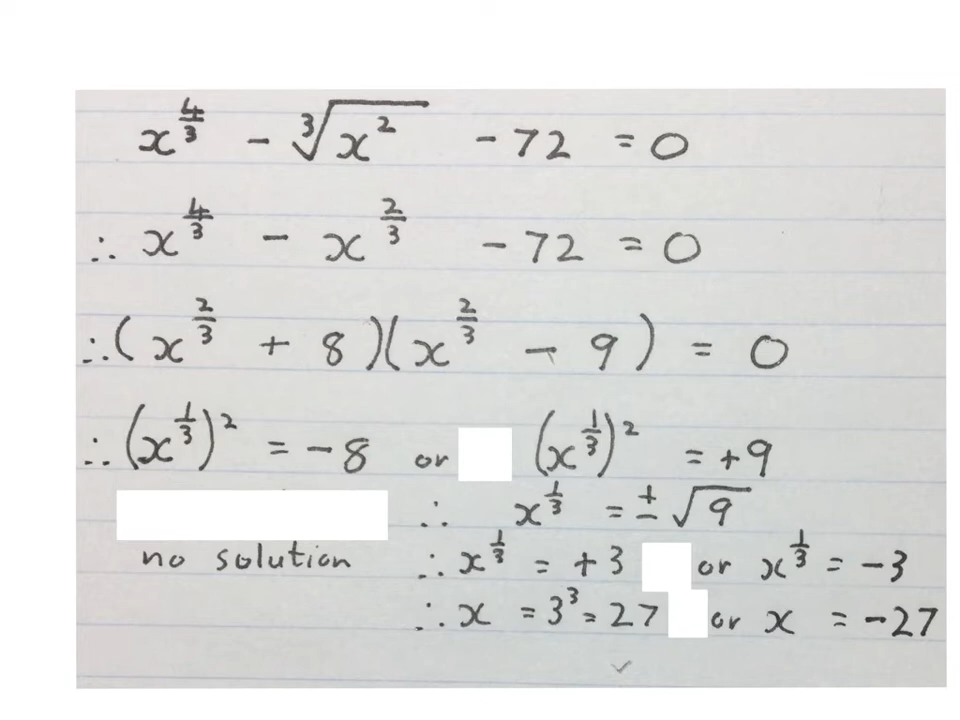 x^(4/3) - ∛(x²) - 72 = 0
∴ x^(4/3) - x^(2/3) - 72 = 0
∴ (x^(2/3) + 8)(x^(2/3) - 9) = 0
∴ (x^(1/3))² = -8 or (x^(1/3))² = +9
∴ x^(1/3) = ±√9
no solution ∴ x^(1/3) = +3 or x^(1/3) = -3
∴ x = 3³ = 27 or x = -27
✓